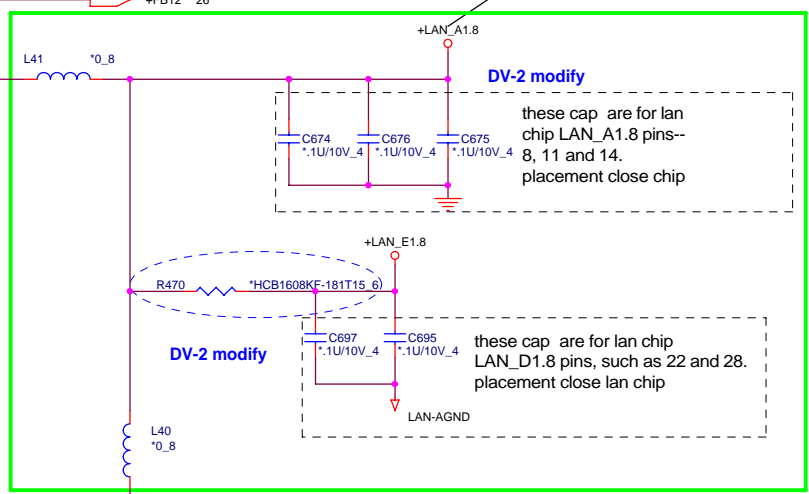 +LAN_A1.8
L41
*0_8
DV-2 modify
these cap are for lan
chip LAN_A1.8 pins--
8, 11 and 14.
placement close chip
C674
*.1U/10V_4
C676
*.1U/10V_4
C675
*.1U/10V_4
+LAN_E1.8
R470
*HCB1608KF-181T15_6
DV-2 modify
C697
*.1U/10V_4
C695
*.1U/10V_4
these cap are for lan chip
LAN_D1.8 pins, such as 22 and 28.
placement close lan chip
LAN-AGND
L40
*0_8